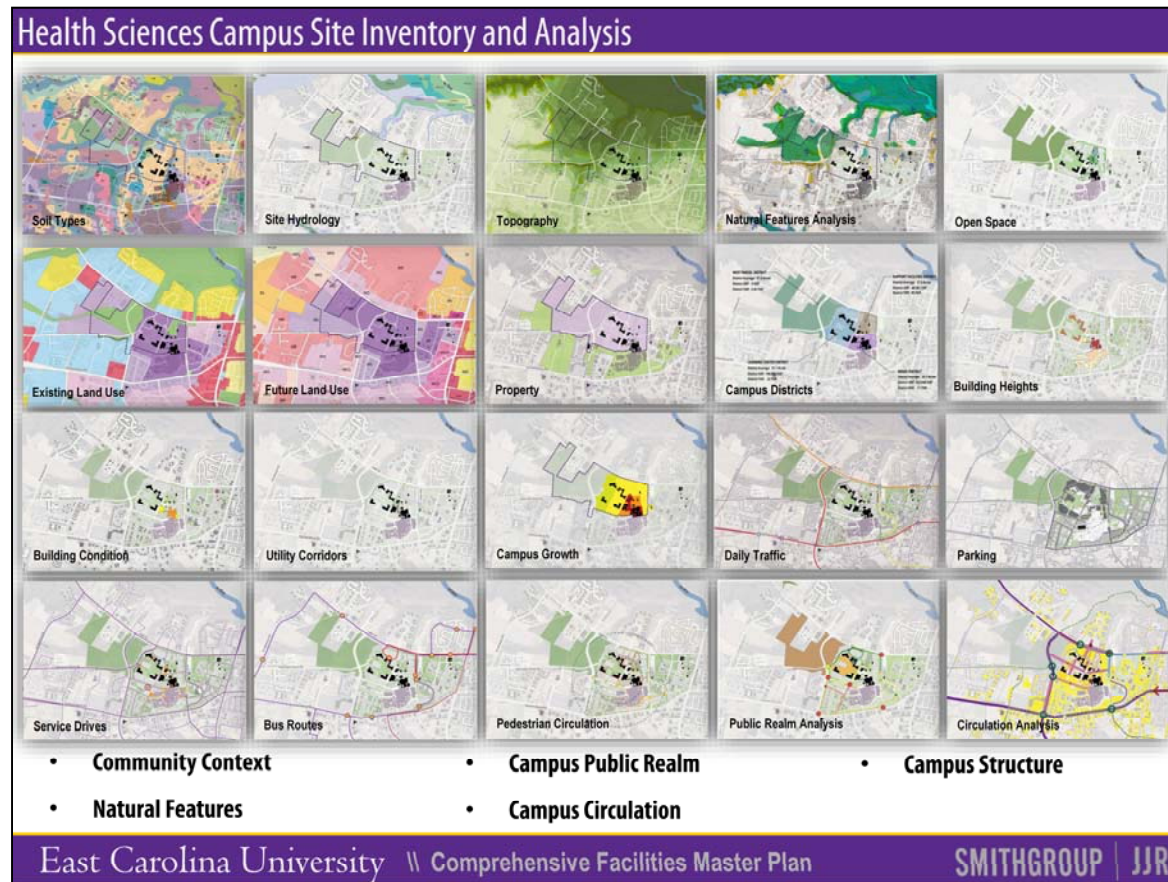 Health Sciences Campus Site Inventory and Analysis
Soil Types
Site Hydrology
Topography
Natural Features Analysis
Open Space
Existing Land Use
Future Land Use
Property
Campus Districts
Building Heights
Building Condition
Utility Corridors
Campus Growth
Daily Traffic
Parking
Service Drives
Bus Routes
Pedestrian Circulation
Public Realm Analysis
Circulation Analysis
• Community Context
• Campus Public Realm
• Campus Structure
• Natural Features
• Campus Circulation
East Carolina University \\ Comprehensive Facilities Master Plan
SMITHGROUP | JJR